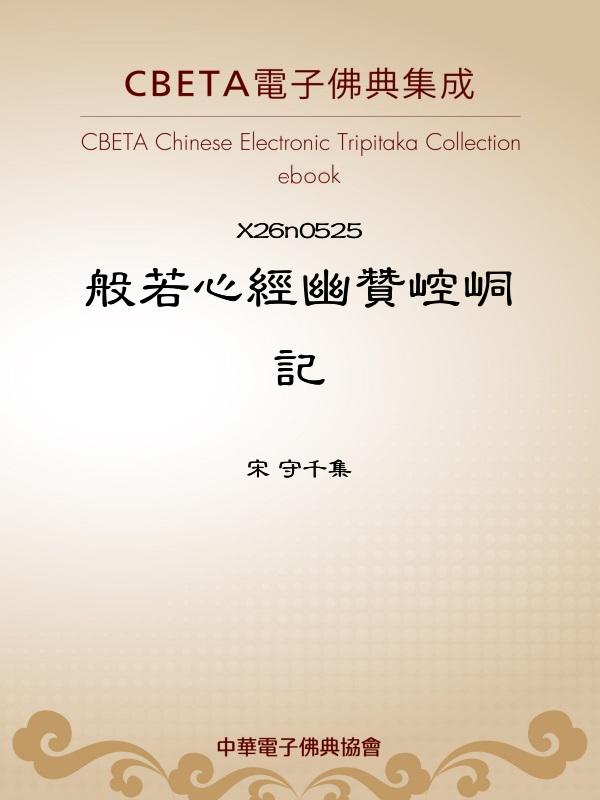 CBETA電子佛典集成
CBETA Chinese Electronic Tripitaka Collection
ebook
X26n0525
般若心經幽贊崆峒
記
宋 守千集
中華電子佛典協會